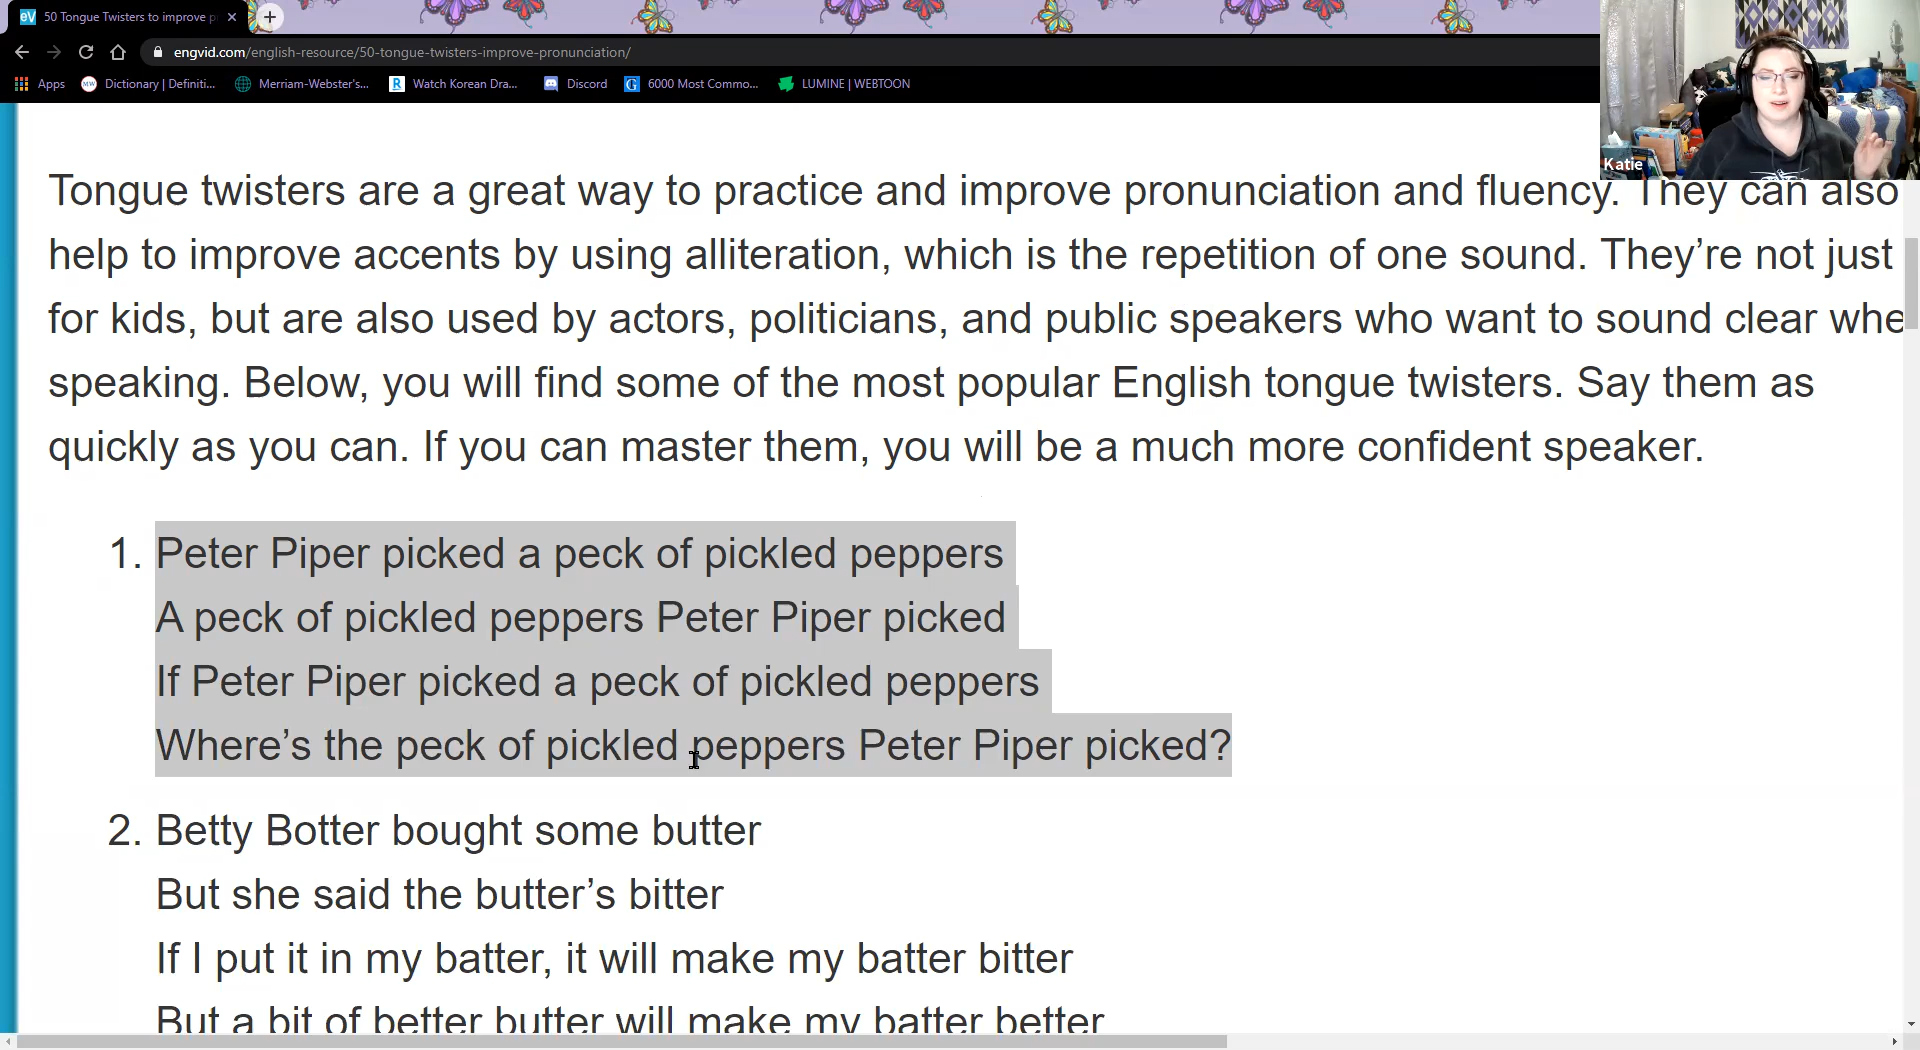 50 Tongue Twisters to improve p
engvid.com/english-resource/50-tongue-twisters-improve-pronunciation/
Apps Dictionary | Definiti... Merriam-Webster's... Watch Korean Dra... Discord 6000 Most Commo... LUMINE | WEBTOON
Katie
Tongue twisters are a great way to practice and improve pronunciation and fluency. They can also
help to improve accents by using alliteration, which is the repetition of one sound. They’re not just
for kids, but are also used by actors, politicians, and public speakers who want to sound clear whe
speaking. Below, you will find some of the most popular English tongue twisters. Say them as
quickly as you can. If you can master them, you will be a much more confident speaker.
1. Peter Piper picked a peck of pickled peppers
A peck of pickled peppers Peter Piper picked
If Peter Piper picked a peck of pickled peppers
Where’s the peck of pickled peppers Peter Piper picked?
2. Betty Botter bought some butter
But she said the butter’s bitter
If I put it in my batter, it will make my batter bitter
But a bit of better butter will make my batter better